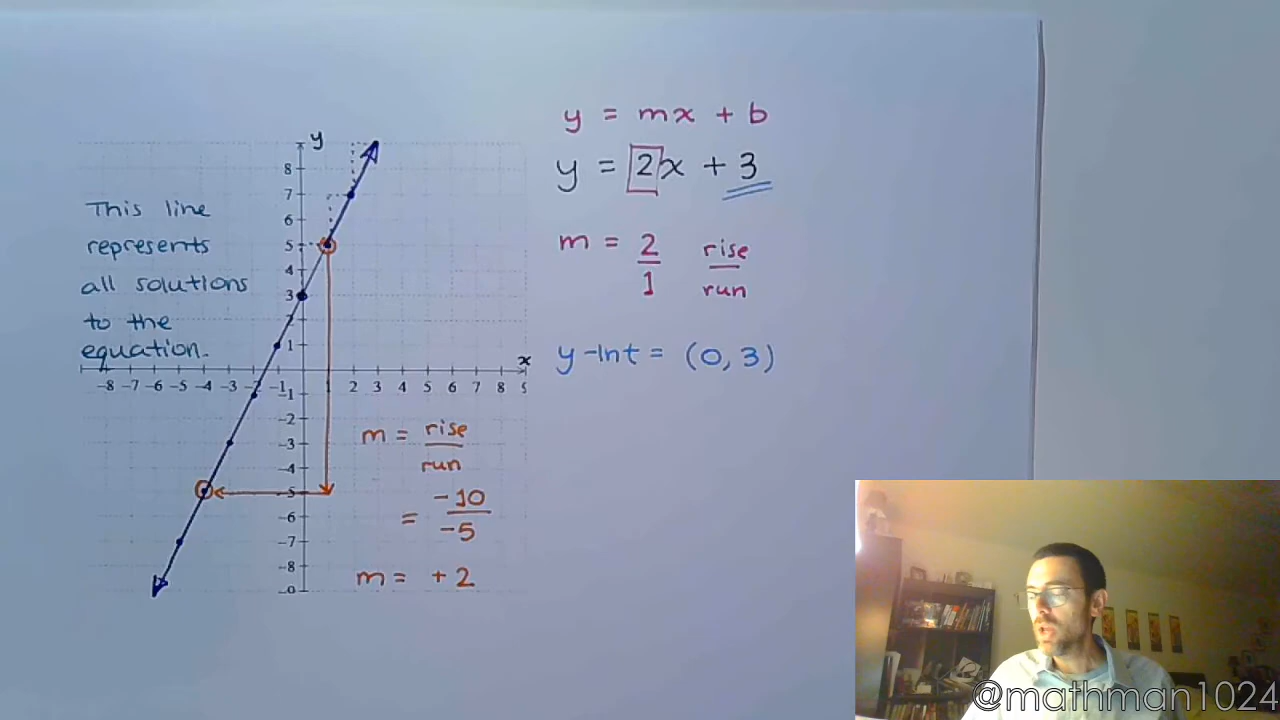 y = mx + b
y = 2x + 3
m = 2/1 rise/run
y-int = (0, 3)
This line
represents
all solutions
to the
equation.
y
8
7
6
5
4
3
2
1
x
-8 -7 -6 -5 -4 -3 -2 -1 1 2 3 4 5 6 7 8
-1
-2
-3
-4
-5
-6
-7
-8
m = rise/run
= -10/-5
m = +2
@mathman1024